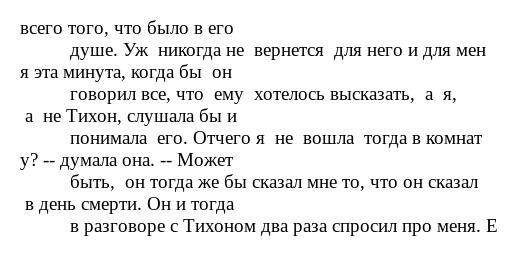 всего того, что было в его
душе. Уж никогда не вернется для него и для мен
я эта минута, когда бы он
говорил все, что ему хотелось высказать, а я,
а не Тихон, слушала бы и
понимала его. Отчего я не вошла тогда в комнат
у? -- думала она. -- Может
быть, он тогда же бы сказал мне то, что он сказал
в день смерти. Он и тогда
в разговоре с Тихоном два раза спросил про меня. Е